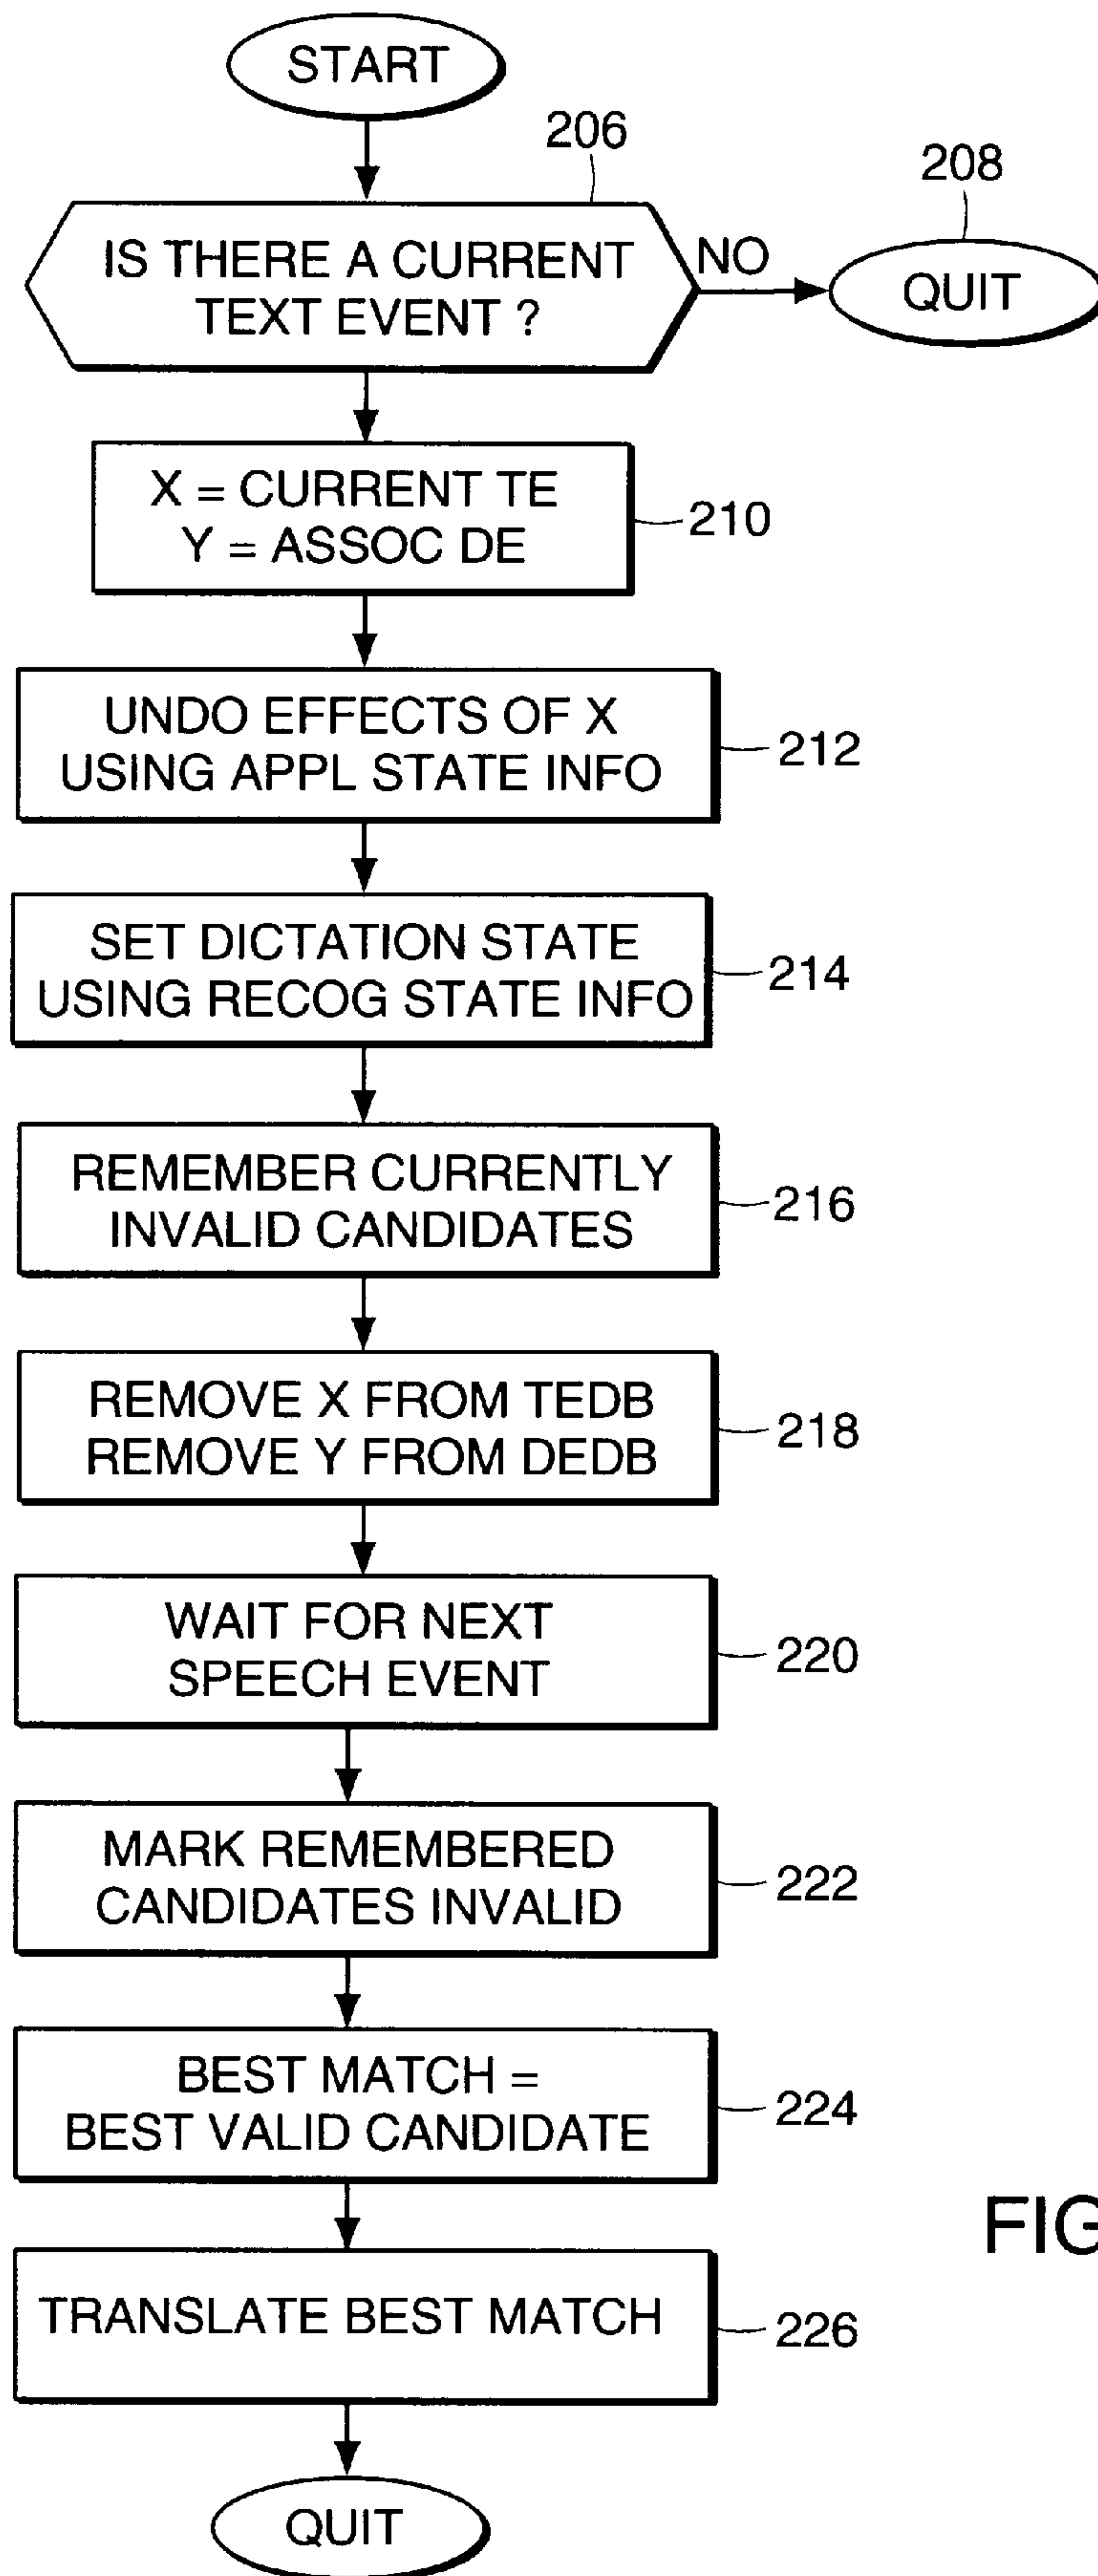 START
206
208
IS THERE A CURRENT
TEXT EVENT ?
NO
QUIT
X = CURRENT TE
Y = ASSOC DE
210
UNDO EFFECTS OF X
USING APPL STATE INFO
212
SET DICTATION STATE
USING RECOG STATE INFO
214
REMEMBER CURRENTLY
INVALID CANDIDATES
216
REMOVE X FROM TEDB
REMOVE Y FROM DEDB
218
WAIT FOR NEXT
SPEECH EVENT
220
MARK REMEMBERED
CANDIDATES INVALID
222
BEST MATCH =
BEST VALID CANDIDATE
224
FIG
TRANSLATE BEST MATCH
226
QUIT